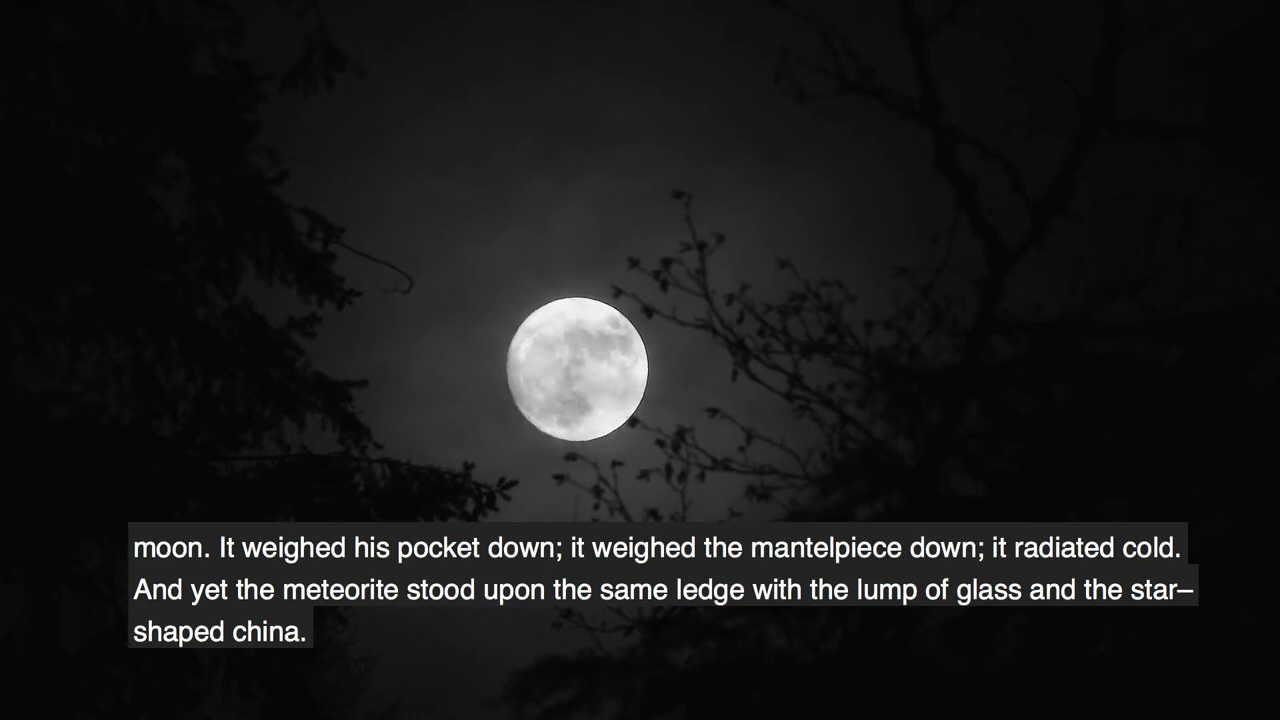 moon. It weighed his pocket down; it weighed the mantelpiece down; it radiated cold.
And yet the meteorite stood upon the same ledge with the lump of glass and the star–
shaped china.